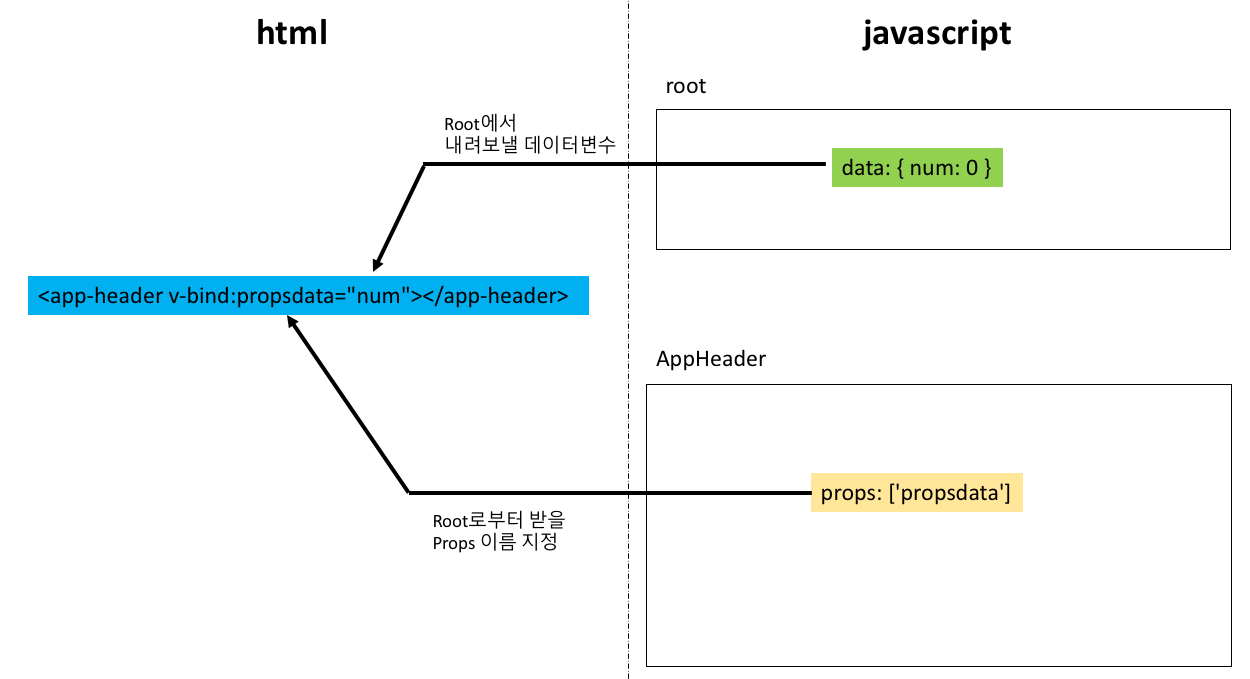 html
javascript
root
Root에서
내려보낼 데이터변수
data: { num: 0 }
<app-header v-bind:propsdata="num"></app-header>
AppHeader
props: ['propsdata']
Root로부터 받을
Props 이름 지정